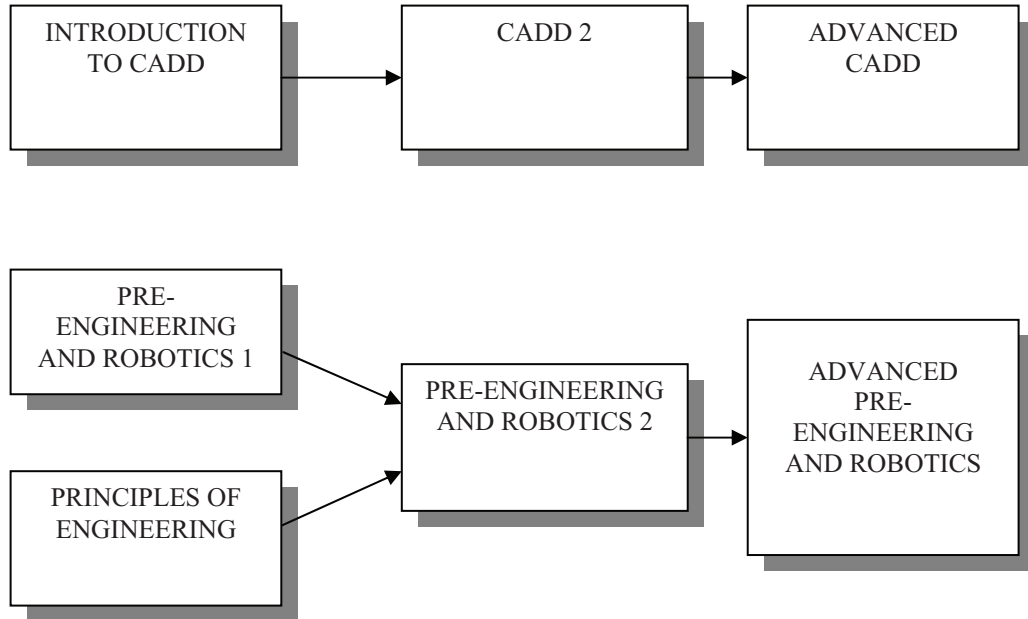 INTRODUCTION
TO CADD
CADD 2
ADVANCED
CADD
PRE-
ENGINEERING
AND ROBOTICS 1
PRE-ENGINEERING
AND ROBOTICS 2
ADVANCED
PRE-
ENGINEERING
AND ROBOTICS
PRINCIPLES OF
ENGINEERING